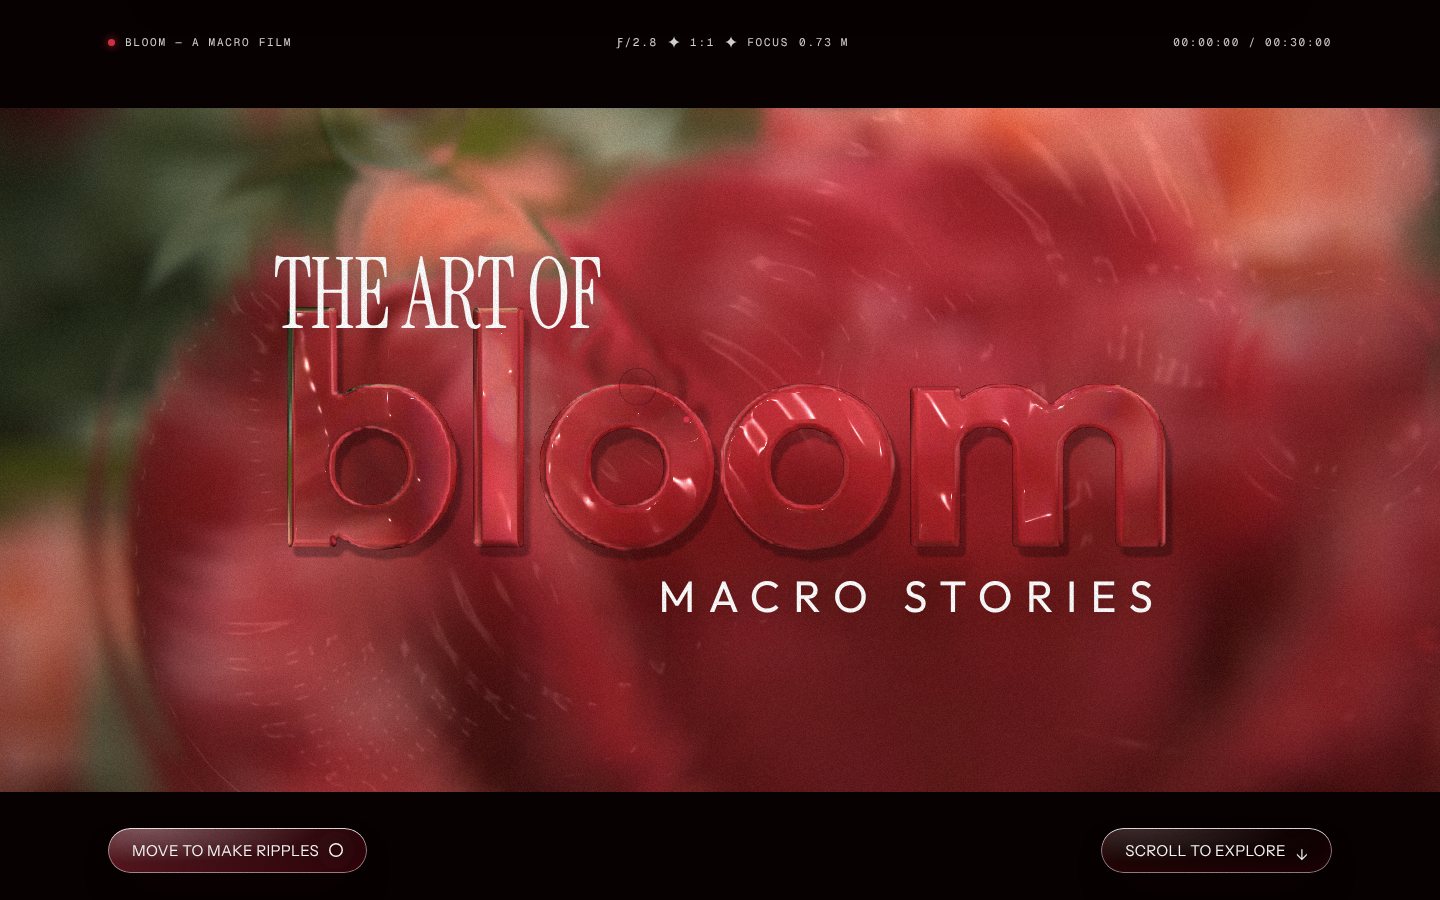 BLOOM — A MACRO FILM
Ƒ/2.8 ✦ 1:1 ✦ FOCUS 0.73 M
00:00:00 / 00:30:00
THE ART OF
bloom
MACRO STORIES
MOVE TO MAKE RIPPLES
SCROLL TO EXPLORE ↓